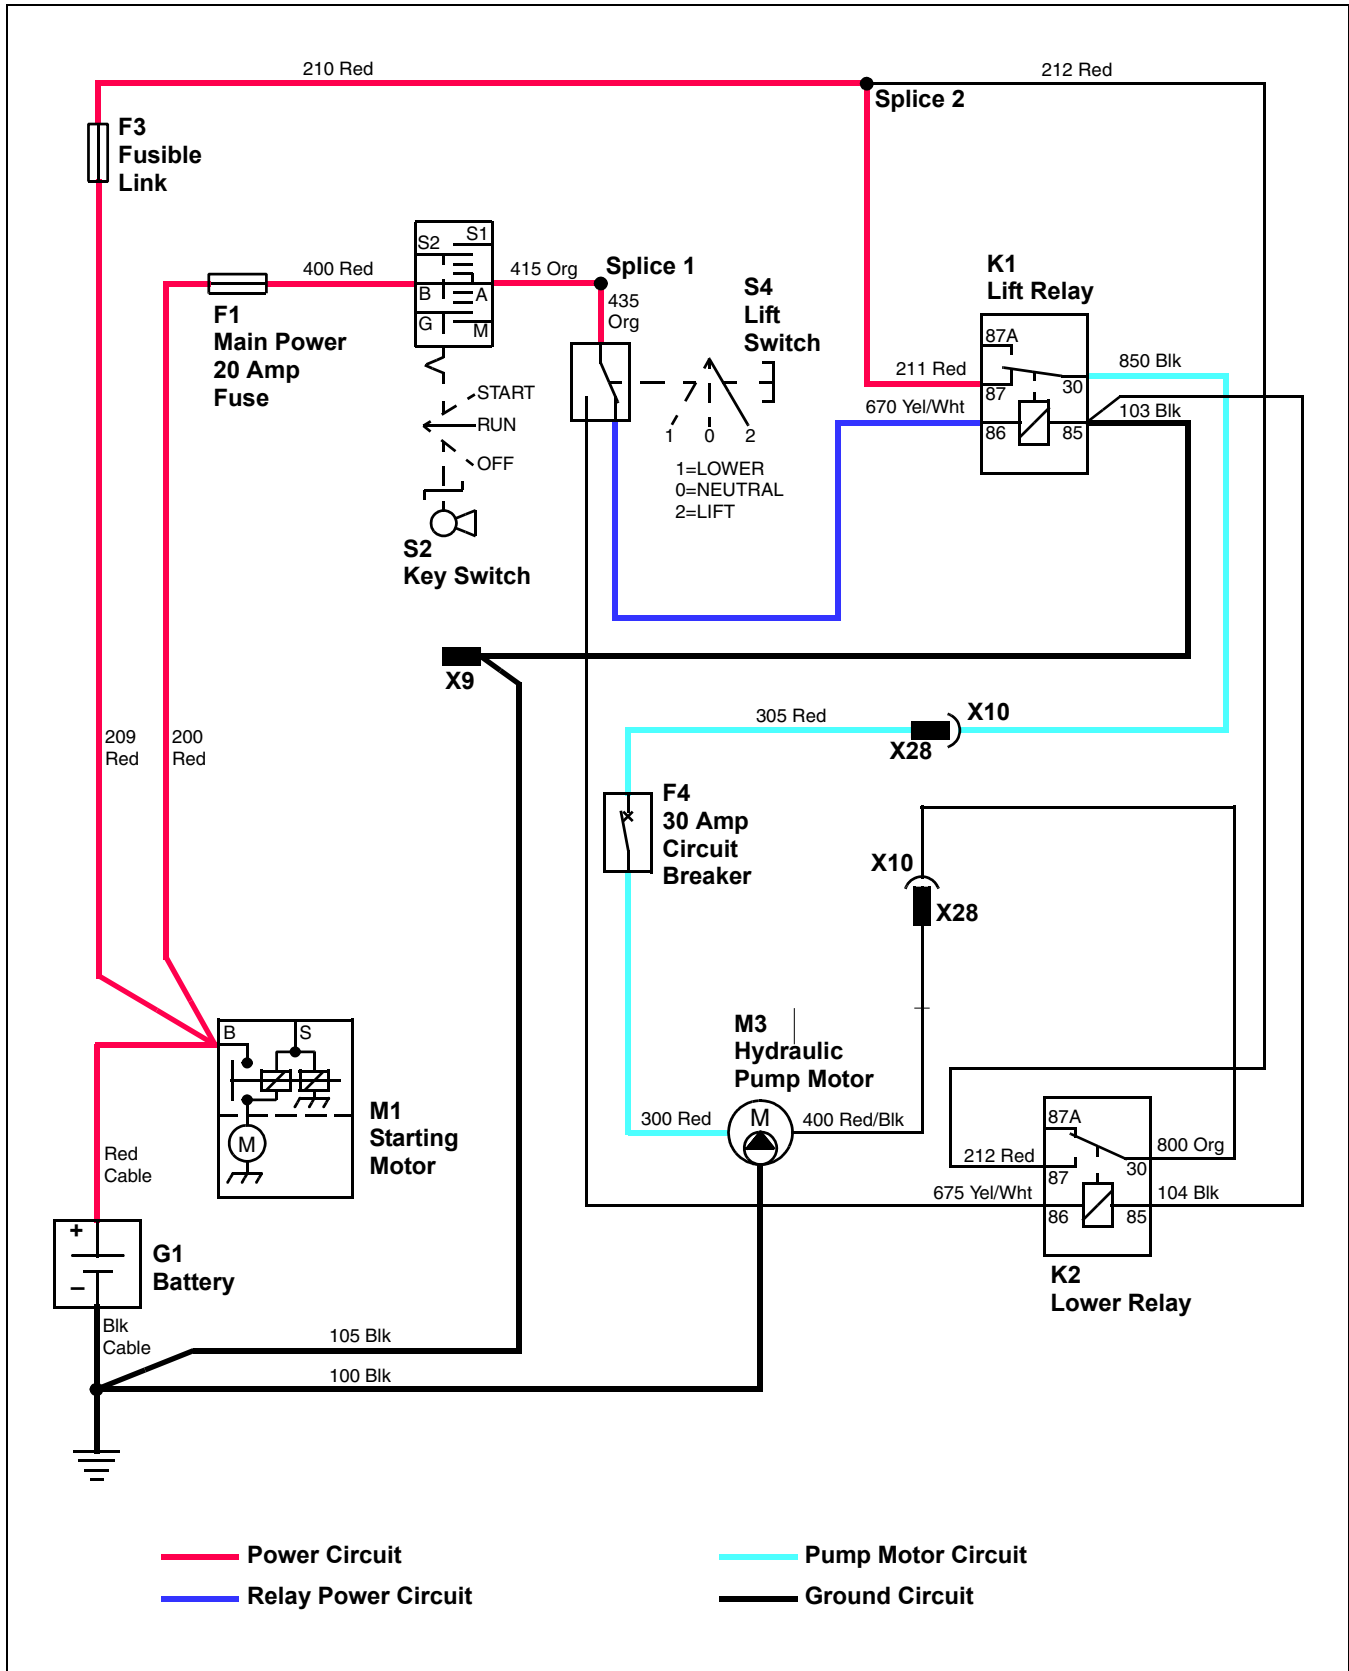 210 Red
212 Red
Splice 2
F3
Fusible
Link
S2
S1
B
A
G
M
400 Red
415 Org
Splice 1
435
Org
F1
Main Power
20 Amp
Fuse
START
RUN
OFF
S2
Key Switch
S4
Lift
Switch
1
0
2
1=LOWER
0=NEUTRAL
2=LIFT
K1
Lift Relay
87A
87
30
86
85
211 Red
670 Yel/Wht
850 Blk
103 Blk
X9
209
Red
200
Red
305 Red
X10
X28
F4
30 Amp
Circuit
Breaker
X10
X28
M3
Hydraulic
Pump Motor
300 Red
M
400 Red/Blk
B
S
M
M1
Starting
Motor
Red
Cable
+
–
G1
Battery
Blk
Cable
105 Blk
100 Blk
87A
87
30
86
85
212 Red
800 Org
675 Yel/Wht
104 Blk
K2
Lower Relay
Power Circuit
Pump Motor Circuit
Relay Power Circuit
Ground Circuit